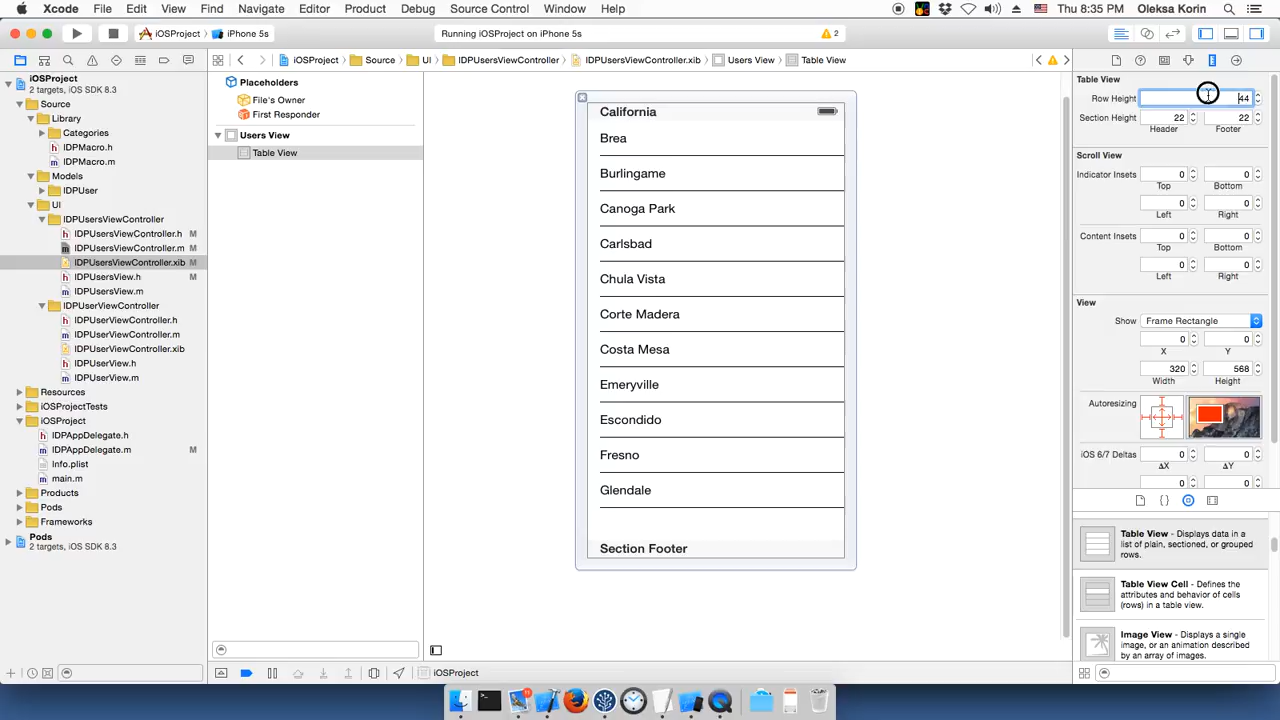 Xcode File Edit View Find Navigate Editor Product Debug Source Control Window Help Thu 8:35 PM Oleksa Korin
iOSProject iPhone 5s Running iOSProject on iPhone 5s 2
iOSProject Source UI IDPUsersViewController IDPUsersViewController.xib Users View Table View
iOSProject
2 targets, iOS SDK 8.3
Source
Library
Categories
IDPMacro.h
IDPMacro.m
Models
IDPUser
UI
IDPUsersViewController
IDPUsersViewController.h M
IDPUsersViewController.m M
IDPUsersViewController.xib
IDPUsersView.h M
IDPUsersView.m
IDPUserViewController
IDPUserViewController.h
IDPUserViewController.m
IDPUserViewController.xib
IDPUserView.h
IDPUserView.m
Resources
iOSProjectTests
iOSProject
IDPAppDelegate.h
IDPAppDelegate.m M
Info.plist
main.m
Products
Pods
Frameworks
Pods
2 targets, iOS SDK 8.3
Placeholders
File's Owner
First Responder
Users View
Table View
California
Brea
Burlingame
Canoga Park
Carlsbad
Chula Vista
Corte Madera
Costa Mesa
Emeryville
Escondido
Fresno
Glendale
Section Footer
iOSProject
Table View
Row Height 44
Section Height 22 22
Header Footer
Scroll View
Indicator Insets 0 0
Top Bottom
0 0
Left Right
Content Insets 0 0
Top Bottom
0 0
Left Right
View
Show Frame Rectangle
0 0
X Y
320 568
Width Height
Autoresizing
iOS 6/7 Deltas 0 0
ΔX ΔY
0 0
Table View - Displays data in a
list of plain, sectioned, or grouped
rows.
Table View Cell - Defines the
attributes and behavior of cells
(rows) in a table view.
Image View - Displays a single
image, or an animation described
by an array of images.